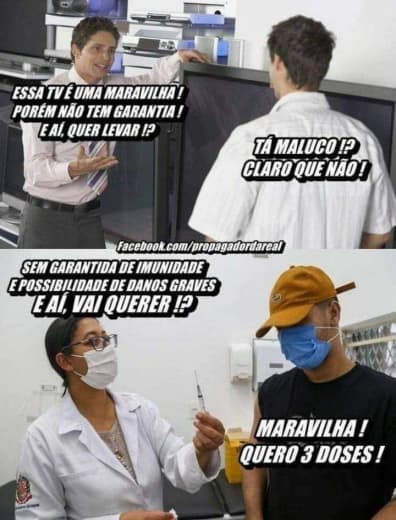 ESSA TV É UMA MARAVILHA!
PORÉM NÃO TEM GARANTIA!
E AÍ, QUER LEVAR!?
TÁ MALUCO!?
CLARO QUE NÃO!
Facebook.com/propagadordareal
SEM GARANTIDA DE IMUNIDADE
E POSSIBILIDADE DE DANOS GRAVES
E AÍ, VAI QUERER!?
MARAVILHA!
QUERO 3 DOSES!